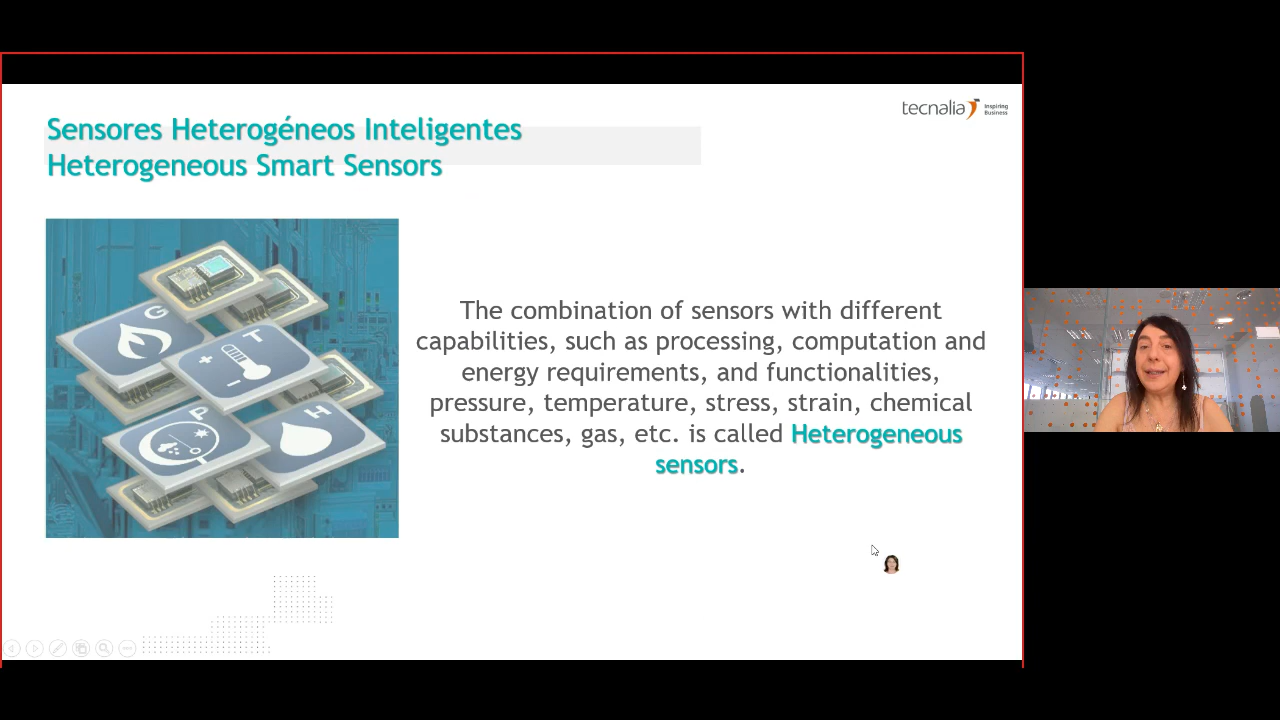 Sensores Heterogéneos Inteligentes
Heterogeneous Smart Sensors
tecnalia
Inspiring
Business
G
T
+
-
P
H
The combination of sensors with different
capabilities, such as processing, computation and
energy requirements, and functionalities,
pressure, temperature, stress, strain, chemical
substances, gas, etc. is called Heterogeneous
sensors.